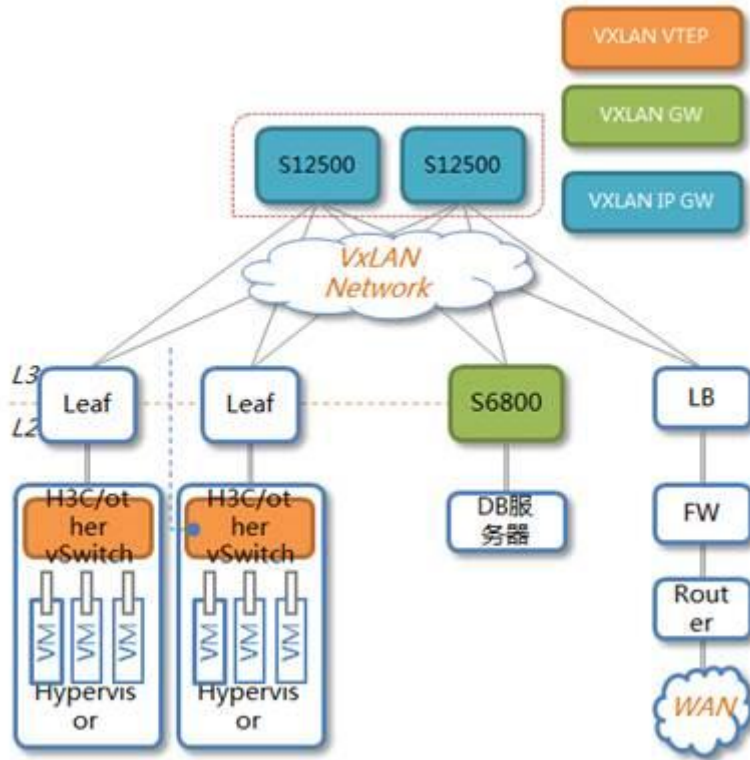 VXLAN VTEP
VXLAN GW
VXLAN IP GW
S12500
S12500
VxLAN
Network
L3
L2
Leaf
Leaf
S6800
LB
H3C/ot
her
vSwitch
H3C/ot
her
vSwitch
VM
VM
VM
VM
VM
VM
Hypervis
or
Hypervis
or
DB服
务器
FW
Rout
er
WAN